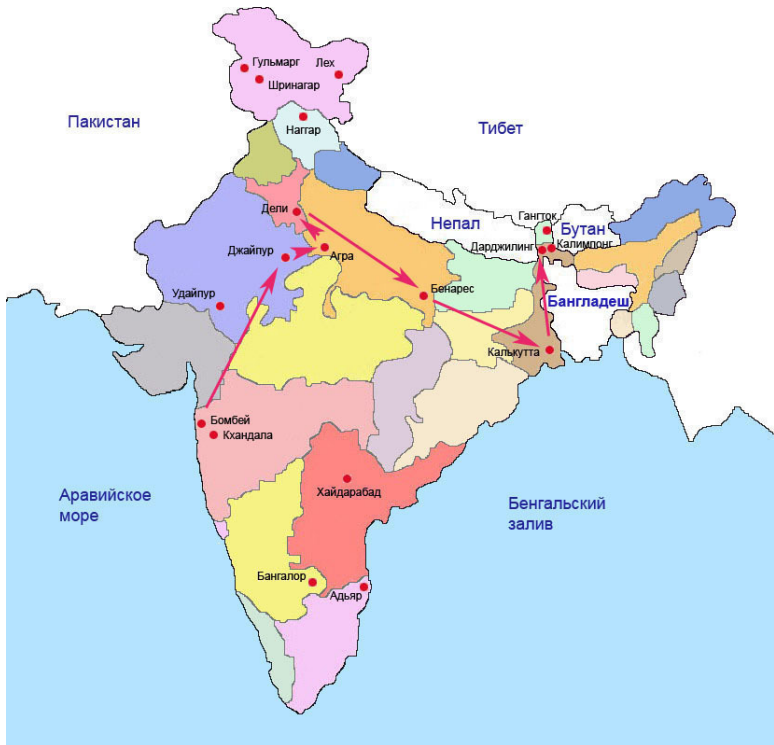 Гульмарг
Лех
Шринагар
Пакистан
Тибет
Наггар
Дели
Непал
Гангток
Бутан
Джайпур
Агра
Дарджилинг
Калимпонг
Удайпур
Бенарес
Бангладеш
Калькутта
Бомбей
Кхандала
Аравийское
море
Хайдарабад
Бенгальский
залив
Бангалор
Адьяр